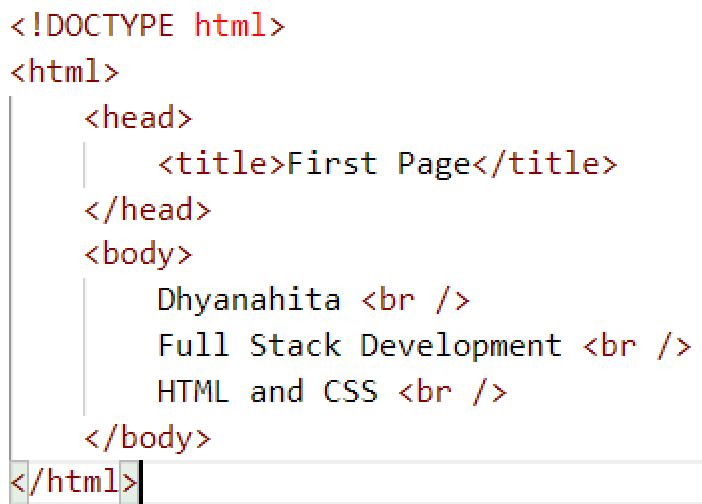 <!DOCTYPE html>
<html>
<head>
<title>First Page</title>
</head>
<body>
Dhyanahita <br />
Full Stack Development <br />
HTML and CSS <br />
</body>
</html>